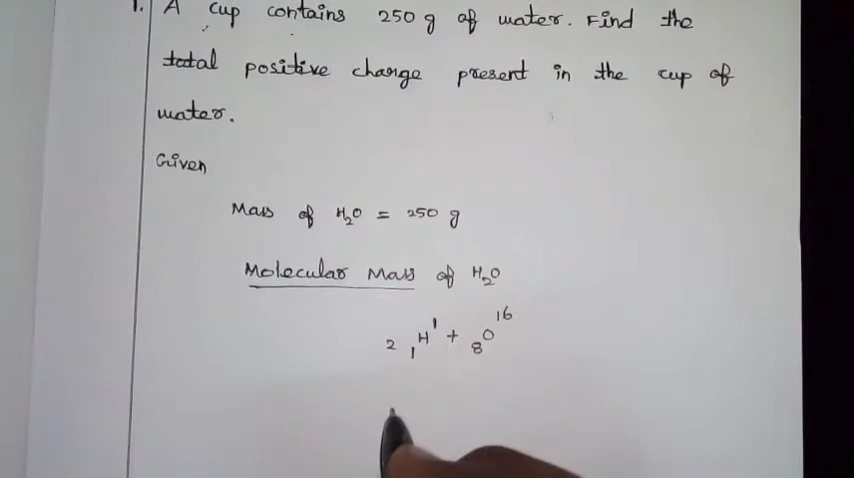 1. A cup contains 250 g of water. Find the
total positive charge present in the cup of
water.
Given
Mass of H₂O = 250 g
Molecular Mass of H₂O
2 ₁H¹ + ₈O¹⁶